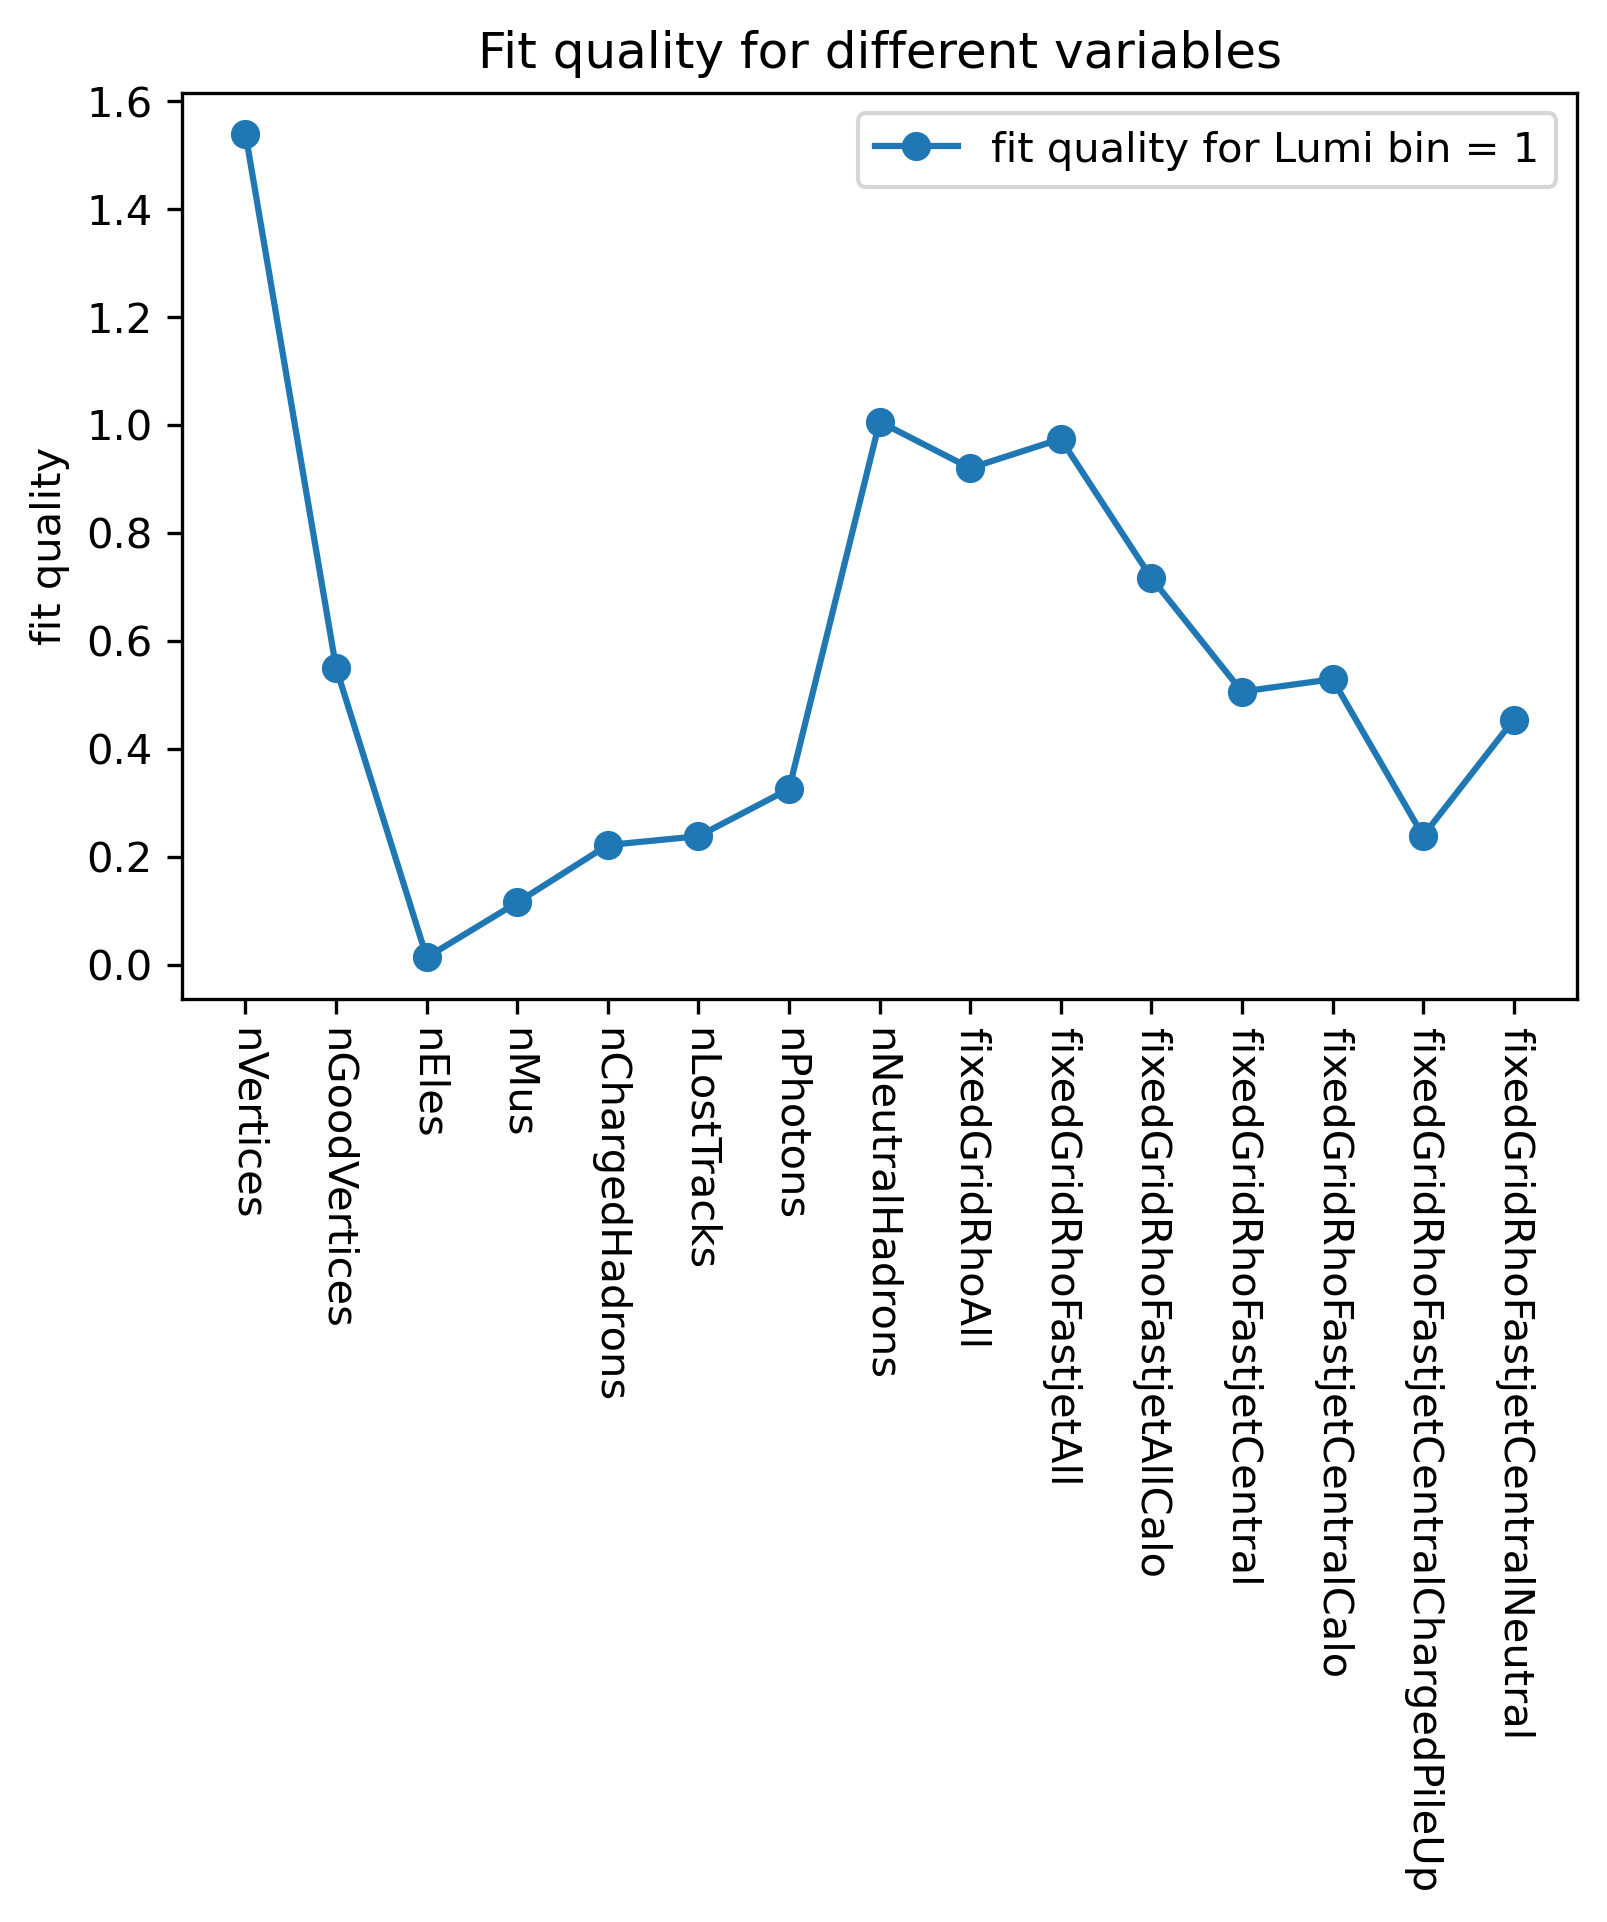 Fit quality for different variables
fit quality for Lumi bin = 1
fit quality
1.6
1.4
1.2
1.0
0.8
0.6
0.4
0.2
0.0
nVertices
nGoodVertices
nEles
nMus
nChargedHadrons
nLostTracks
nPhotons
nNeutralHadrons
fixedGridRhoAll
fixedGridRhoFastjetAll
fixedGridRhoFastjetAllCalo
fixedGridRhoFastjetCentral
fixedGridRhoFastjetCentralCalo
fixedGridRhoFastjetCentralChargedPileUp
fixedGridRhoFastjetCentralNeutral